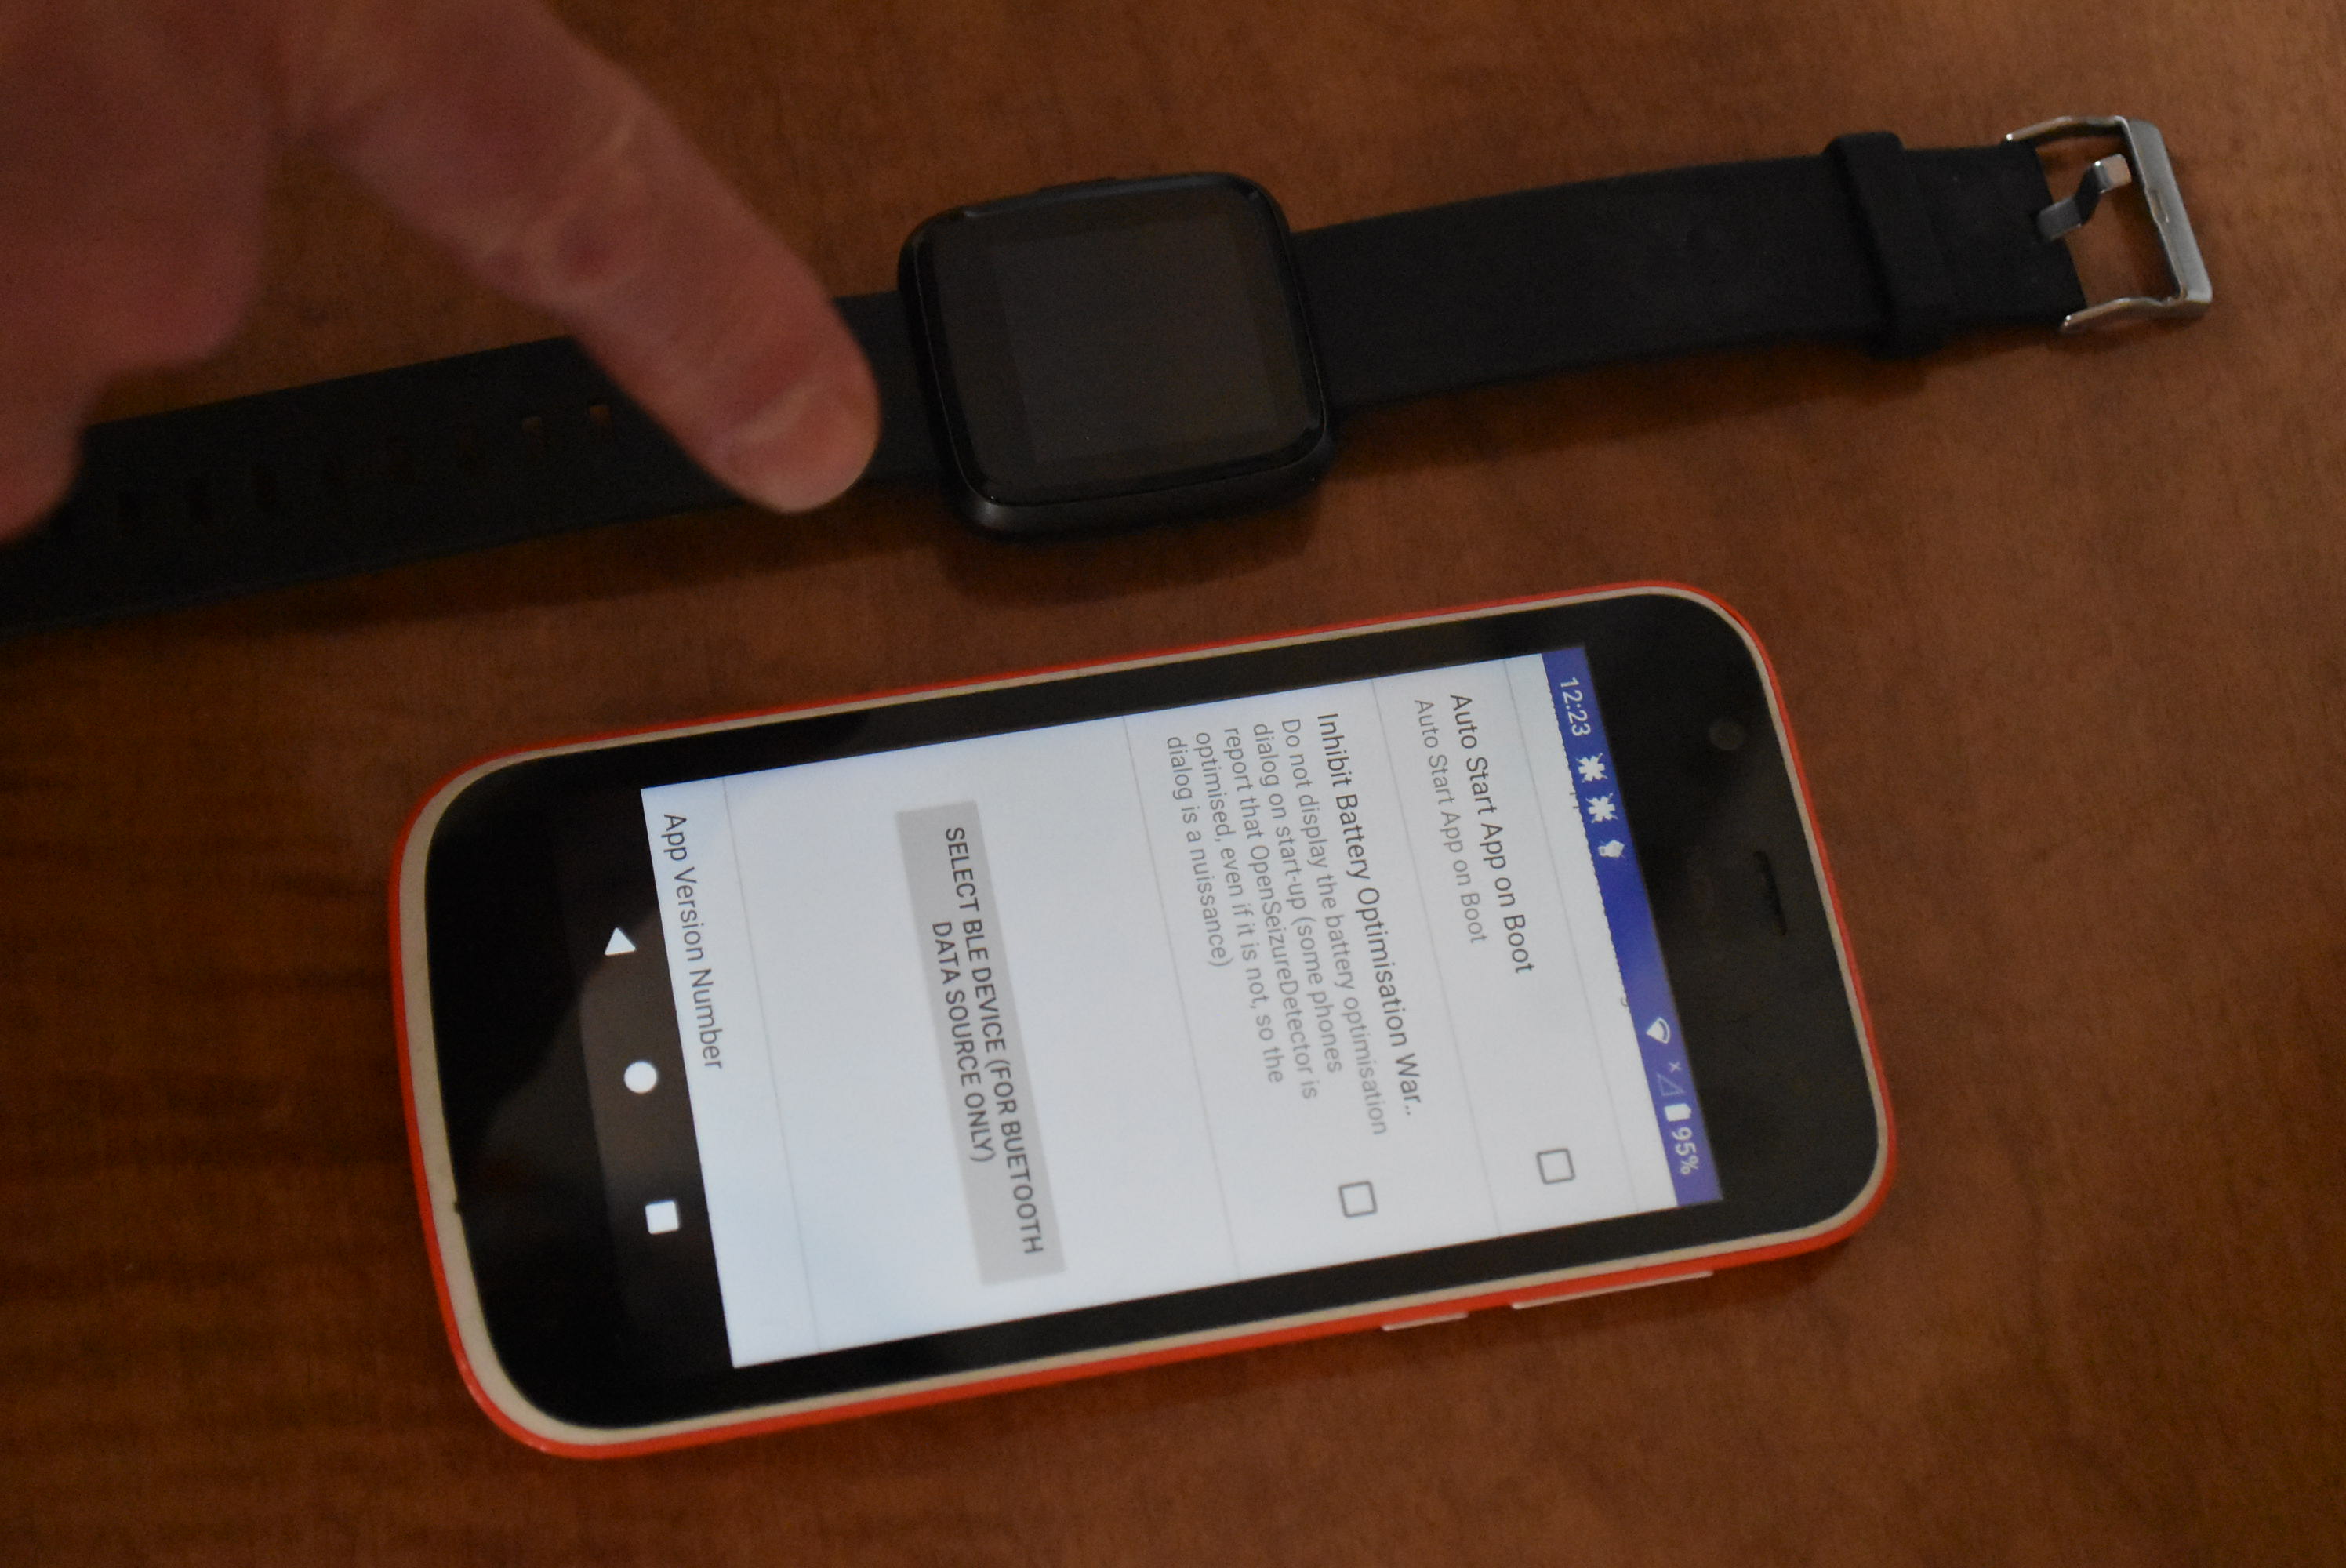 12:23 95%
Auto Start App on Boot
Auto Start App on Boot
Inhibit Battery Optimisation War..
Do not display the battery optimisation
dialog on start-up (some phones
report that OpenSeizureDetector is
optimised, even if it is not, so the
dialog is a nuissance)
SELECT BLE DEVICE (FOR BUETOOTH
DATA SOURCE ONLY)
App Version Number